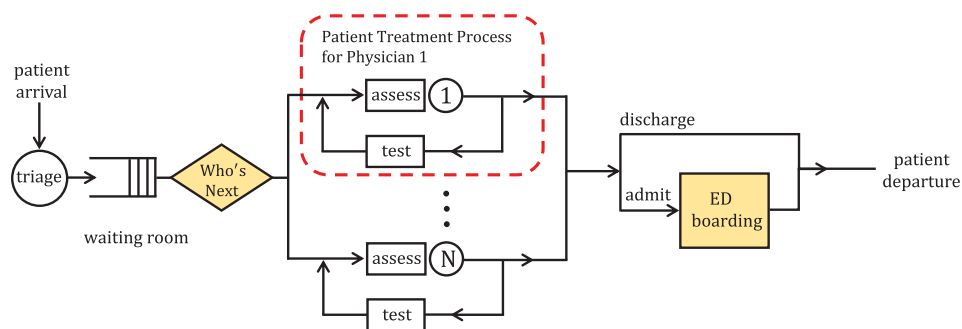 patient
arrival
triage
waiting room
Who's
Next
Patient Treatment Process
for Physician 1
assess
1
test
assess
N
test
discharge
admit
ED
boarding
patient
departure